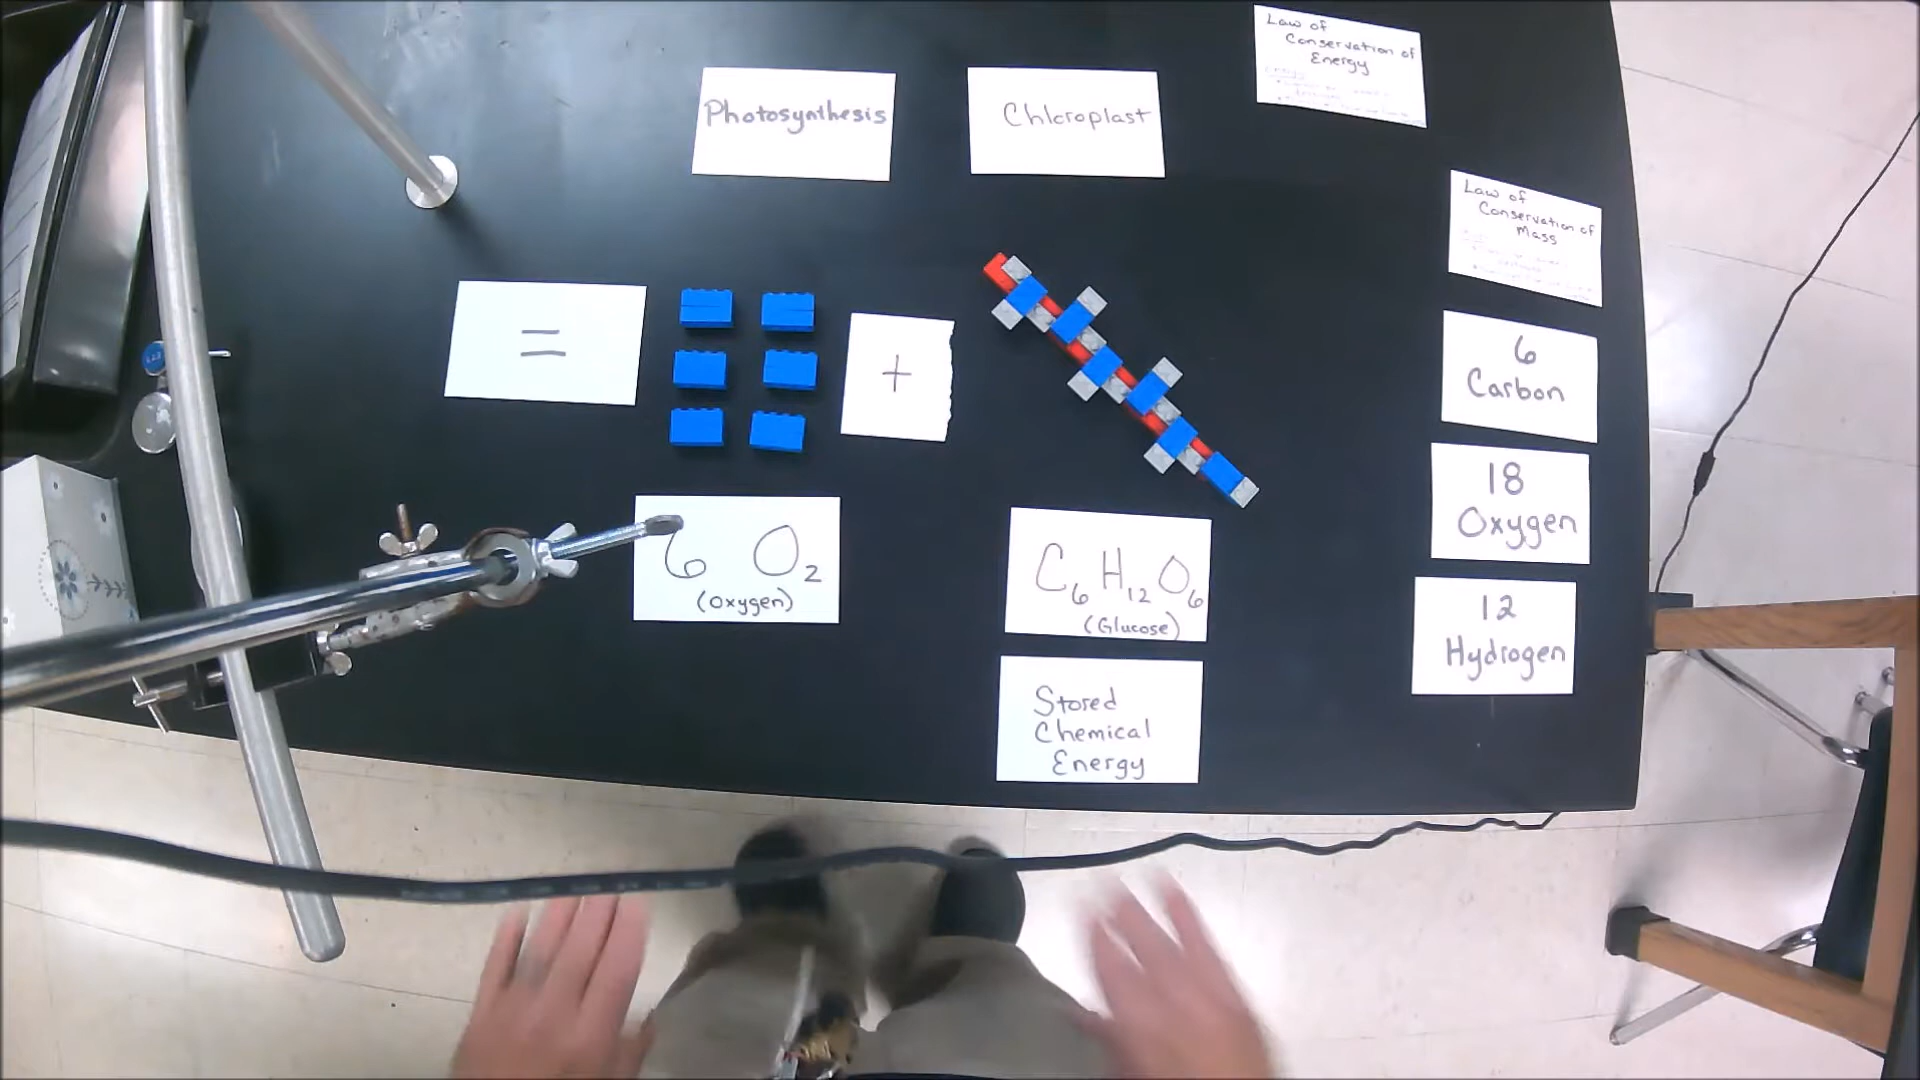 Law of
Conservation of
Energy
Energy
Photosynthesis
Chloroplast
Law of
Conservation of
Mass
=
+
6
Carbon
18
Oxygen
6 O2
(Oxygen)
C6H12O6
(Glucose)
12
Hydrogen
Stored
Chemical
Energy